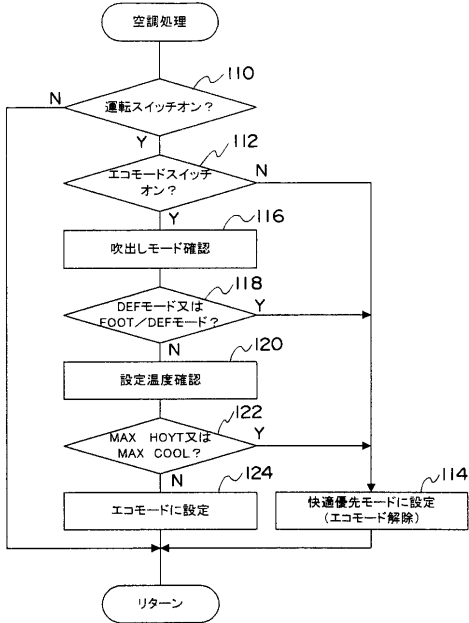 空調処理
110
運転スイッチオン？
N
Y
112
エコモードスイッチ
オン？
N
Y
116
吹出しモード確認
118
DEFモード又は
FOOT／DEFモード？
Y
N
120
設定温度確認
122
MAX HOYT又は
MAX COOL？
Y
N
124
エコモードに設定
114
快適優先モードに設定
（エコモード解除）
リターン